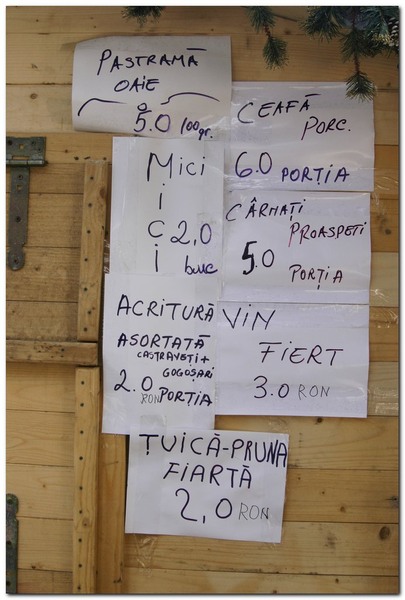 PASTRAMĂ
OAIE
5.0 100gr.
CEAFĂ
PORC.
6.0 PORȚIA
MiCi
i
C 2,0
i buc
CÂRNAȚI
PROASPEȚI
5.0
PORȚIA
ACRITURĂ
ASORTATĂ
CASTRAVEȚI+
GOGOȘARI
2.0 RON PORȚIA
ViN
FiERT
3.0 RON
ȚUICĂ-PRUNA
FIARTĂ
2,0 RON